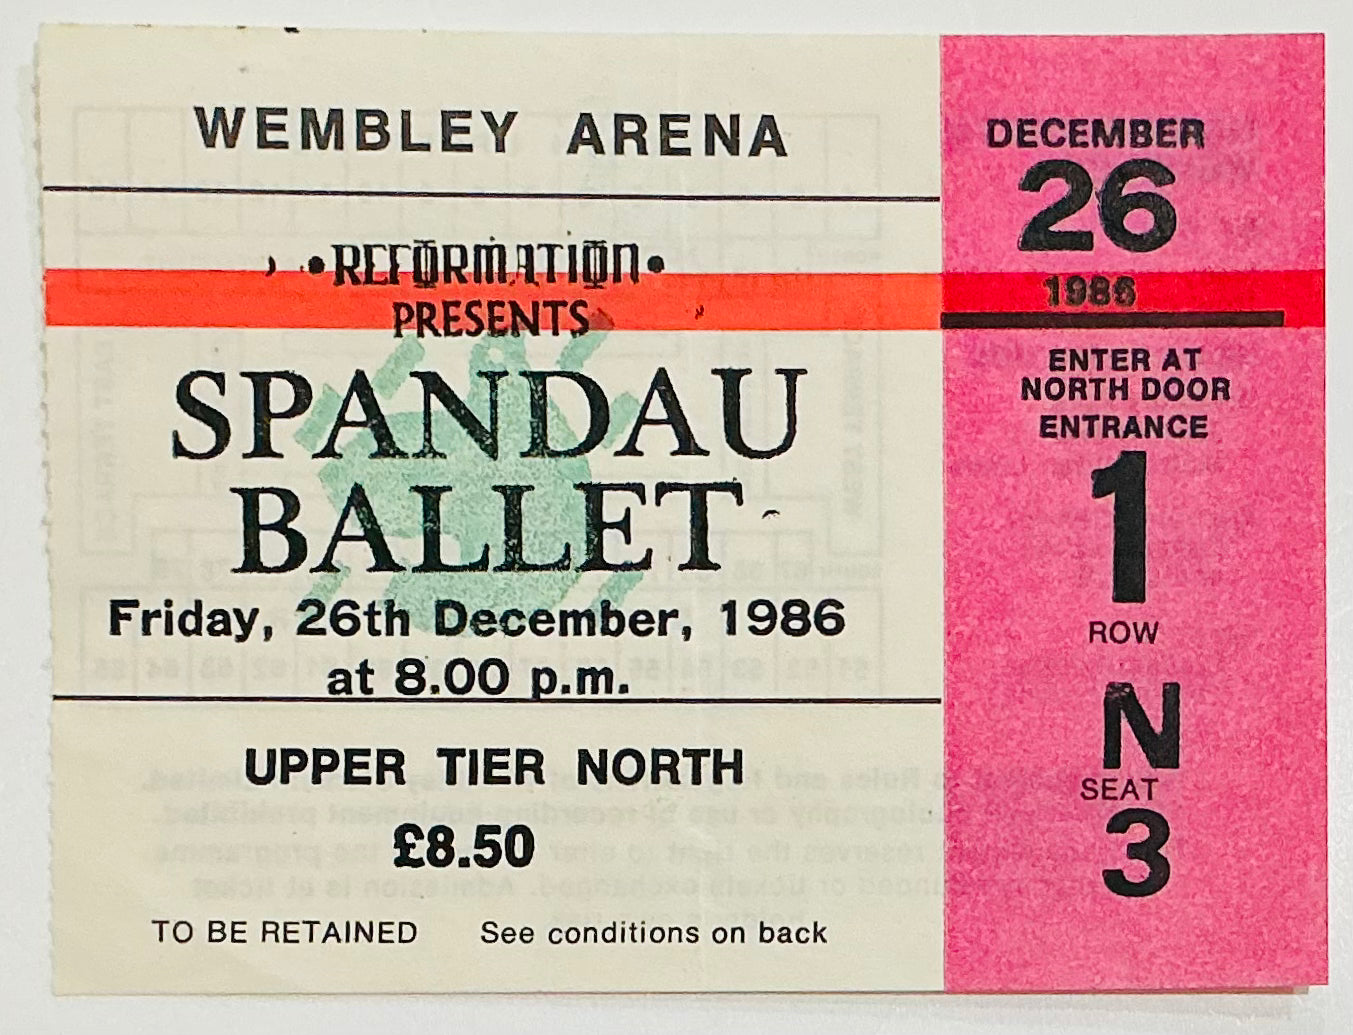 WEMBLEY ARENA
•REFORMATION•
PRESENTS
SPANDAU
BALLET
Friday, 26th December, 1986
at 8.00 p.m.
UPPER TIER NORTH
£8.50
TO BE RETAINED See conditions on back
DECEMBER
26
1986
ENTER AT
NORTH DOOR
ENTRANCE
1
ROW
N
SEAT
3